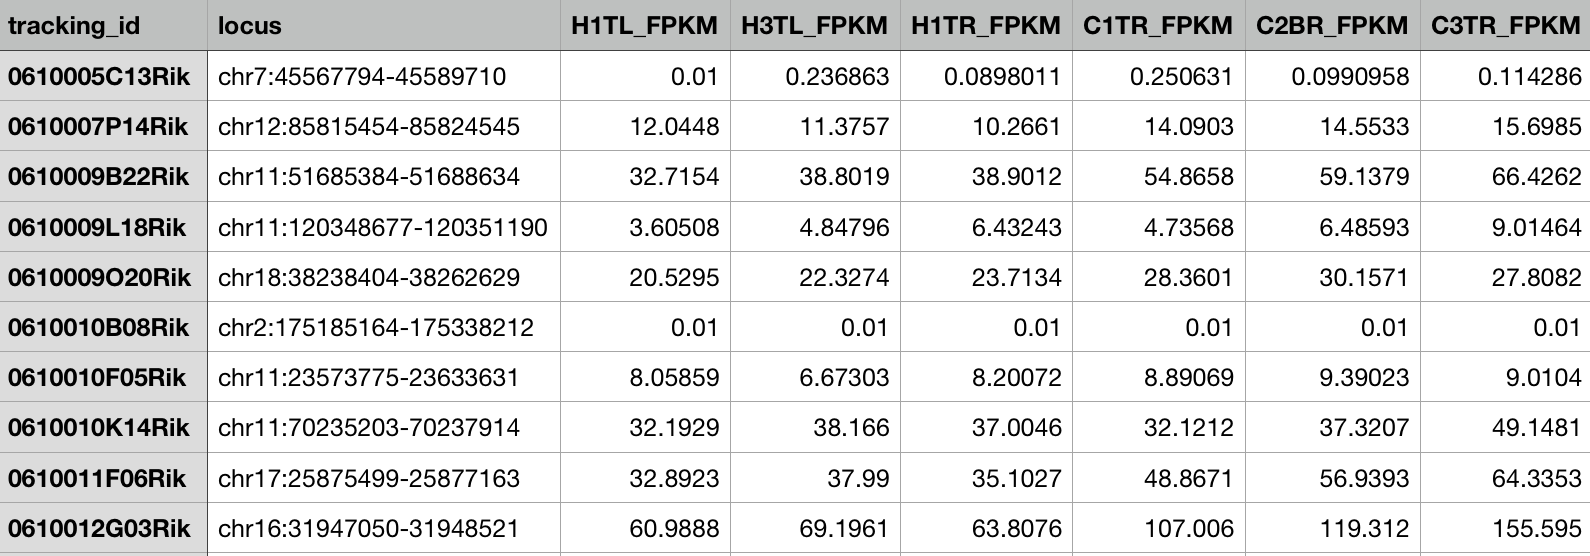 tracking_id locus H1TL_FPKM H3TL_FPKM H1TR_FPKM C1TR_FPKM C2BR_FPKM C3TR_FPKM
0610005C13Rik chr7:45567794-45589710 0.01 0.236863 0.0898011 0.250631 0.0990958 0.114286
0610007P14Rik chr12:85815454-85824545 12.0448 11.3757 10.2661 14.0903 14.5533 15.6985
0610009B22Rik chr11:51685384-51688634 32.7154 38.8019 38.9012 54.8658 59.1379 66.4262
0610009L18Rik chr11:120348677-120351190 3.60508 4.84796 6.43243 4.73568 6.48593 9.01464
0610009O20Rik chr18:38238404-38262629 20.5295 22.3274 23.7134 28.3601 30.1571 27.8082
0610010B08Rik chr2:175185164-175338212 0.01 0.01 0.01 0.01 0.01 0.01
0610010F05Rik chr11:23573775-23633631 8.05859 6.67303 8.20072 8.89069 9.39023 9.0104
0610010K14Rik chr11:70235203-70237914 32.1929 38.166 37.0046 32.1212 37.3207 49.1481
0610011F06Rik chr17:25875499-25877163 32.8923 37.99 35.1027 48.8671 56.9393 64.3353
0610012G03Rik chr16:31947050-31948521 60.9888 69.1961 63.8076 107.006 119.312 155.595